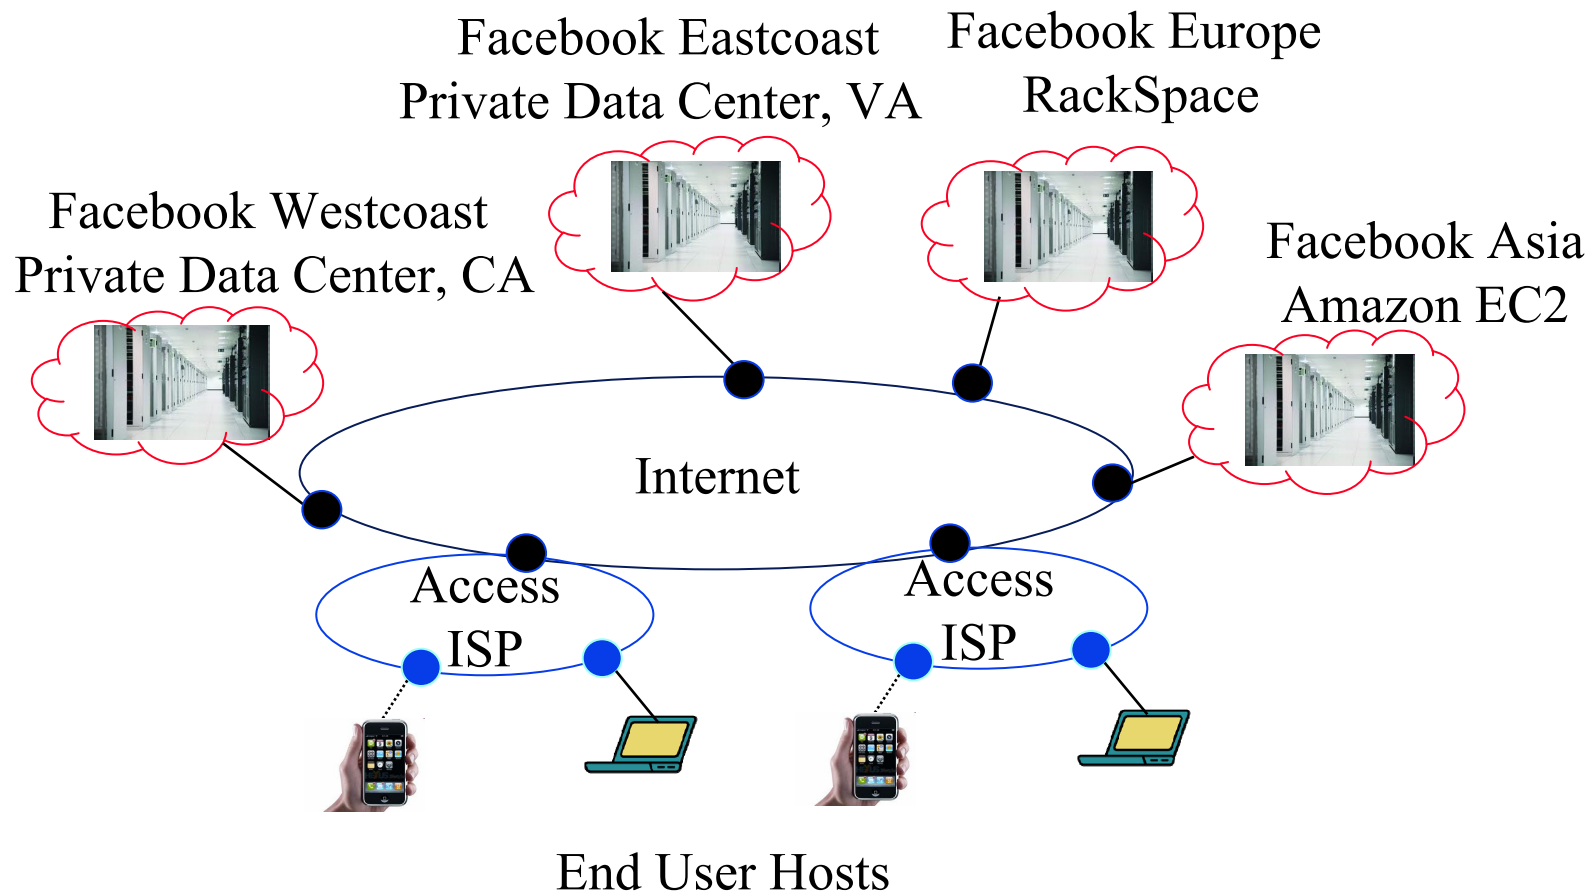 Facebook Eastcoast
Private Data Center, VA
Facebook Europe
RackSpace
Facebook Westcoast
Private Data Center, CA
Facebook Asia
Amazon EC2
Internet
Access
ISP
Access
ISP
End User Hosts